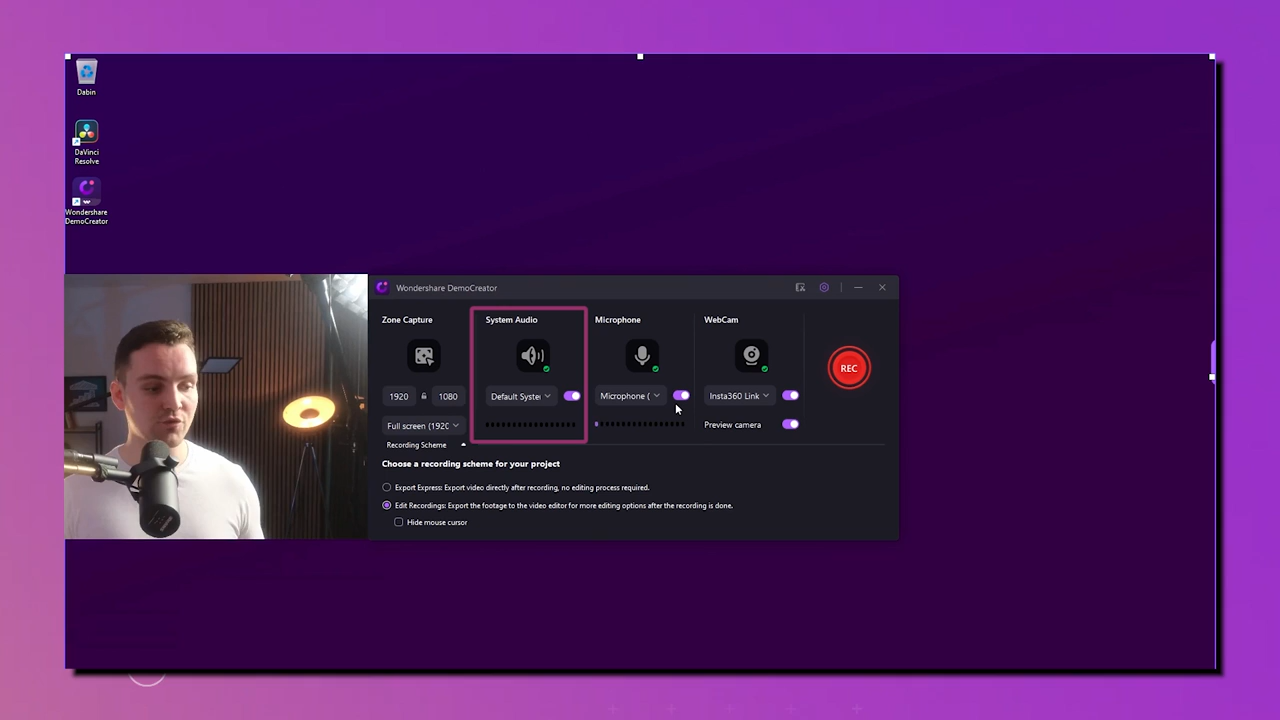 Dabin
DaVinci
Resolve
Wondershare
DemoCreator
Wondershare DemoCreator
Zone Capture
System Audio
Microphone
WebCam
REC
1920
1080
Default Syste
Microphone (
Insta360 Link
Full screen (192
Preview camera
Recording Scheme
Choose a recording scheme for your project
Export Express: Export video directly after recording, no editing process required.
Edit Recordings: Export the footage to the video editor for more editing options after the recording is done.
Hide mouse cursor